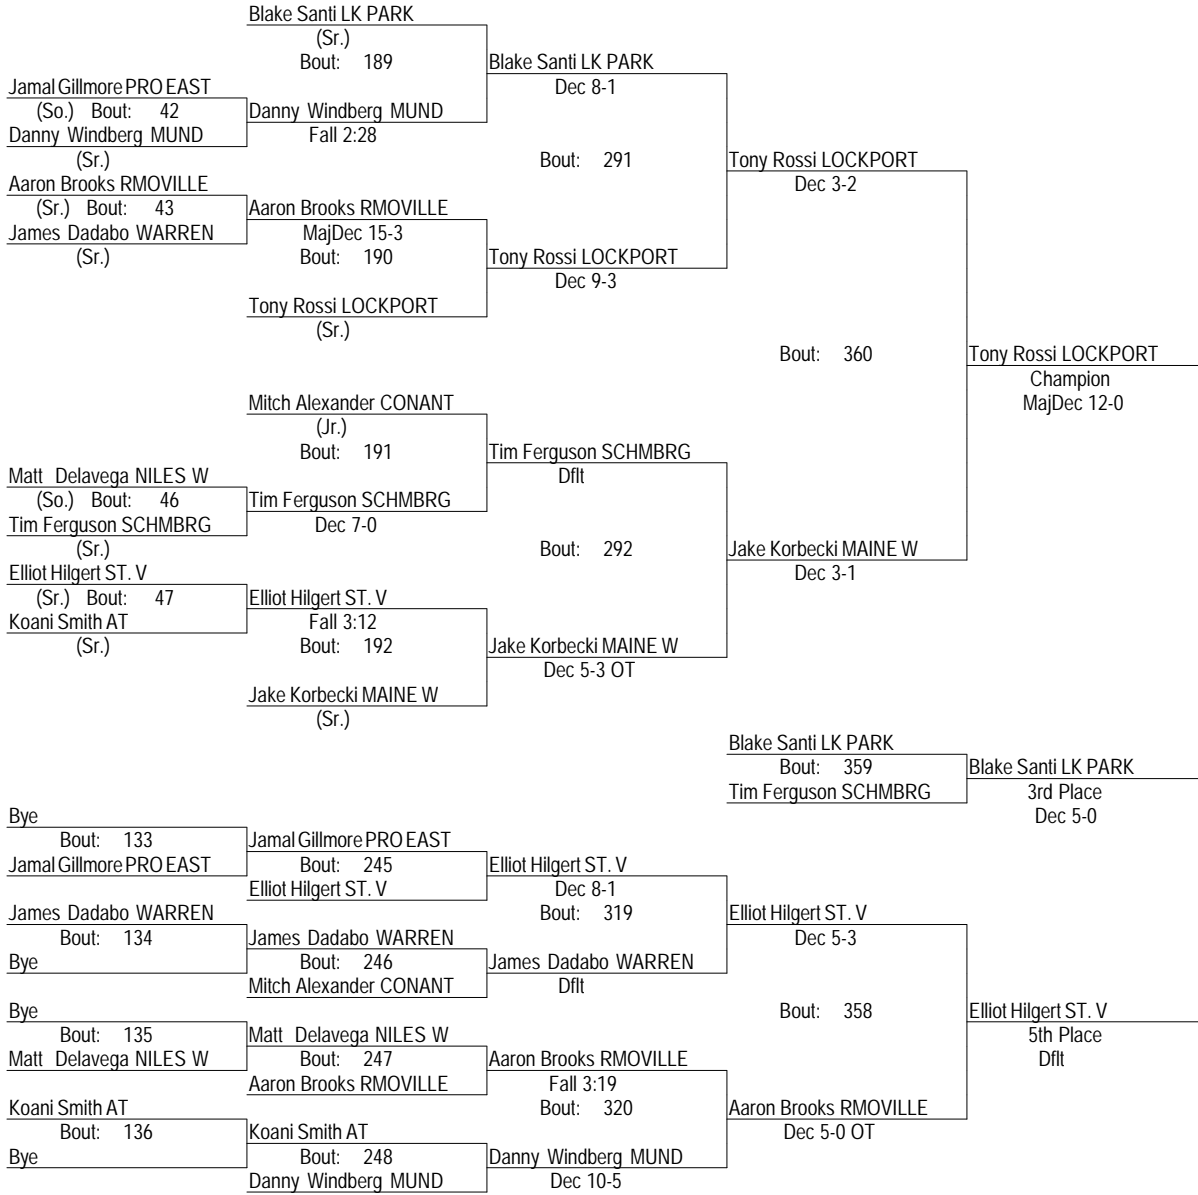 Blake Santi LK PARK
(Sr.)
Bout: 189
Blake Santi LK PARK
Dec 8-1
Jamal Gillmore PRO EAST
(So.) Bout: 42
Danny Windberg MUND
Danny Windberg MUND
Fall 2:28
(Sr.)
Bout: 291
Tony Rossi LOCKPORT
Dec 3-2
Aaron Brooks RMOVILLE
(Sr.) Bout: 43
Aaron Brooks RMOVILLE
James Dadabo WARREN
MajDec 15-3
(Sr.)
Bout: 190
Tony Rossi LOCKPORT
Dec 9-3
Tony Rossi LOCKPORT
(Sr.)
Bout: 360
Tony Rossi LOCKPORT
Champion
MajDec 12-0
Mitch Alexander CONANT
(Jr.)
Bout: 191
Tim Ferguson SCHMBRG
Dflt
Matt Delavega NILES W
(So.) Bout: 46
Tim Ferguson SCHMBRG
Tim Ferguson SCHMBRG
Dec 7-0
(Sr.)
Bout: 292
Jake Korbecki MAINE W
Dec 3-1
Elliot Hilgert ST. V
(Sr.) Bout: 47
Elliot Hilgert ST. V
Koani Smith AT
Fall 3:12
(Sr.)
Bout: 192
Jake Korbecki MAINE W
Dec 5-3 OT
Jake Korbecki MAINE W
(Sr.)
Blake Santi LK PARK
Bout: 359
Blake Santi LK PARK
Tim Ferguson SCHMBRG
3rd Place
Dec 5-0
Bye
Bout: 133
Jamal Gillmore PRO EAST
Jamal Gillmore PRO EAST
Bout: 245
Elliot Hilgert ST. V
Elliot Hilgert ST. V
Dec 8-1
James Dadabo WARREN
Bout: 319
Elliot Hilgert ST. V
Bout: 134
James Dadabo WARREN
Dec 5-3
Bye
Bout: 246
James Dadabo WARREN
Mitch Alexander CONANT
Dflt
Bye
Bout: 358
Elliot Hilgert ST. V
Bout: 135
Matt Delavega NILES W
5th Place
Matt Delavega NILES W
Bout: 247
Aaron Brooks RMOVILLE
Dflt
Aaron Brooks RMOVILLE
Fall 3:19
Koani Smith AT
Bout: 320
Aaron Brooks RMOVILLE
Bout: 136
Koani Smith AT
Dec 5-0 OT
Bye
Bout: 248
Danny Windberg MUND
Danny Windberg MUND
Dec 10-5